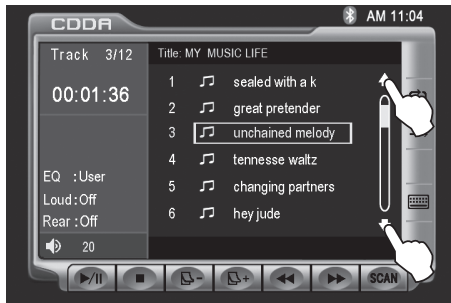 CDDA
AM 11:04
Track 3/12
Title: MY MUSIC LIFE
00:01:36
1 sealed with a k
2 great pretender
3 unchained melody
4 tennesse waltz
5 changing partners
6 hey jude
EQ :User
Loud:Off
Rear :Off
20
SCAN